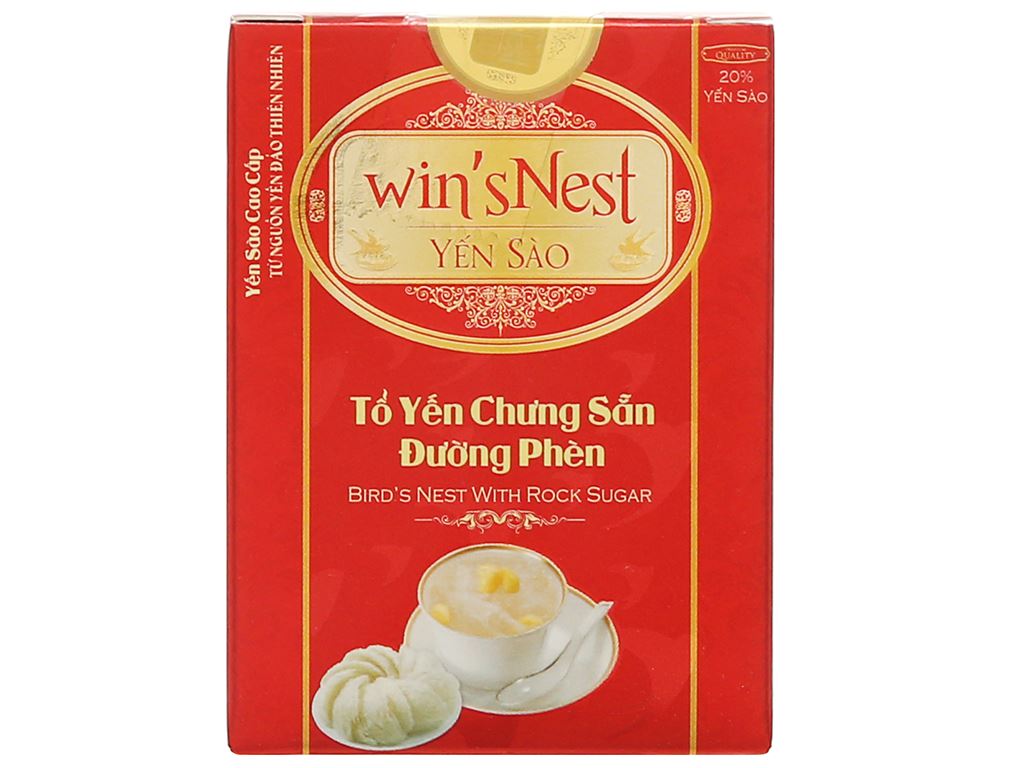 Yến Sào Cao Cấp
TỪ NGUỒN YẾN ĐẢO THIÊN NHIÊN
PREMIUM
QUALITY
20%
YẾN SÀO
win'sNest
YẾN SÀO
Tổ Yến Chưng Sẵn
Đường Phèn
BIRD'S NEST WITH ROCK SUGAR